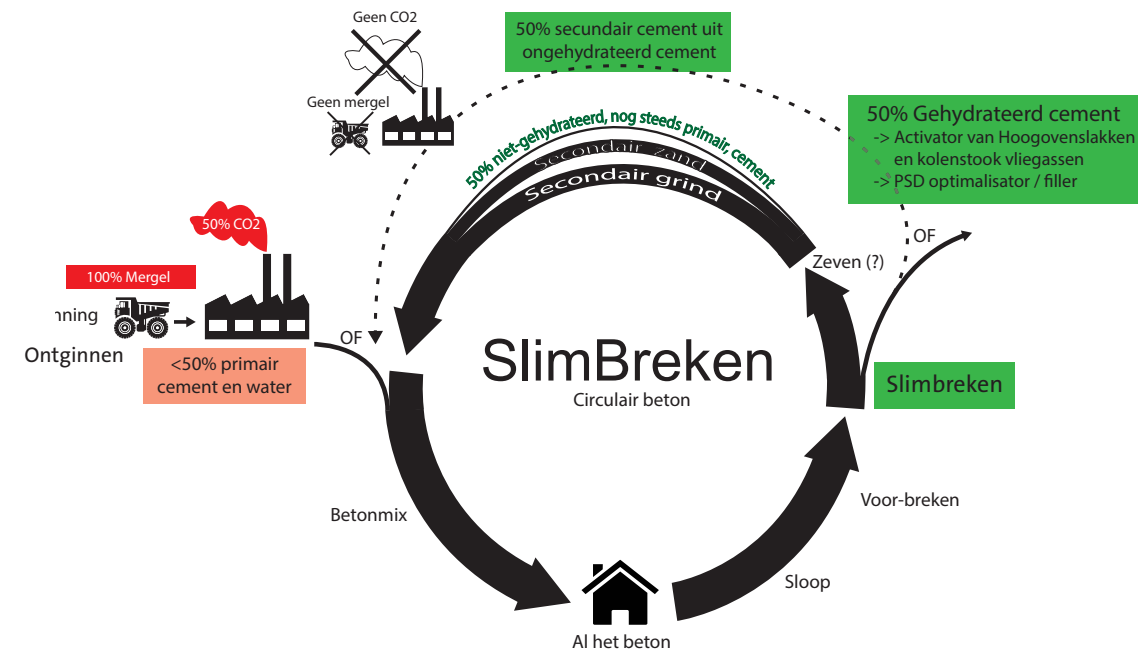 Geen CO2
Geen mergel
50% secundair cement uit
ongehydrateerd cement
50% Gehydrateerd cement
-> Activator van Hoogovenslakken
en kolenstook vliegassen
-> PSD optimalisator / filler
50% niet-gehydrateerd, nog steeds primair, cement
Secondair zand
Secondair grind
50% CO2
100% Mergel
nning
Ontginnen
<50% primair
cement en water
OF
OF
Zeven (?)
SlimBreken
Circulair beton
Slimbreken
Voor-breken
Betonmix
Sloop
Al het beton